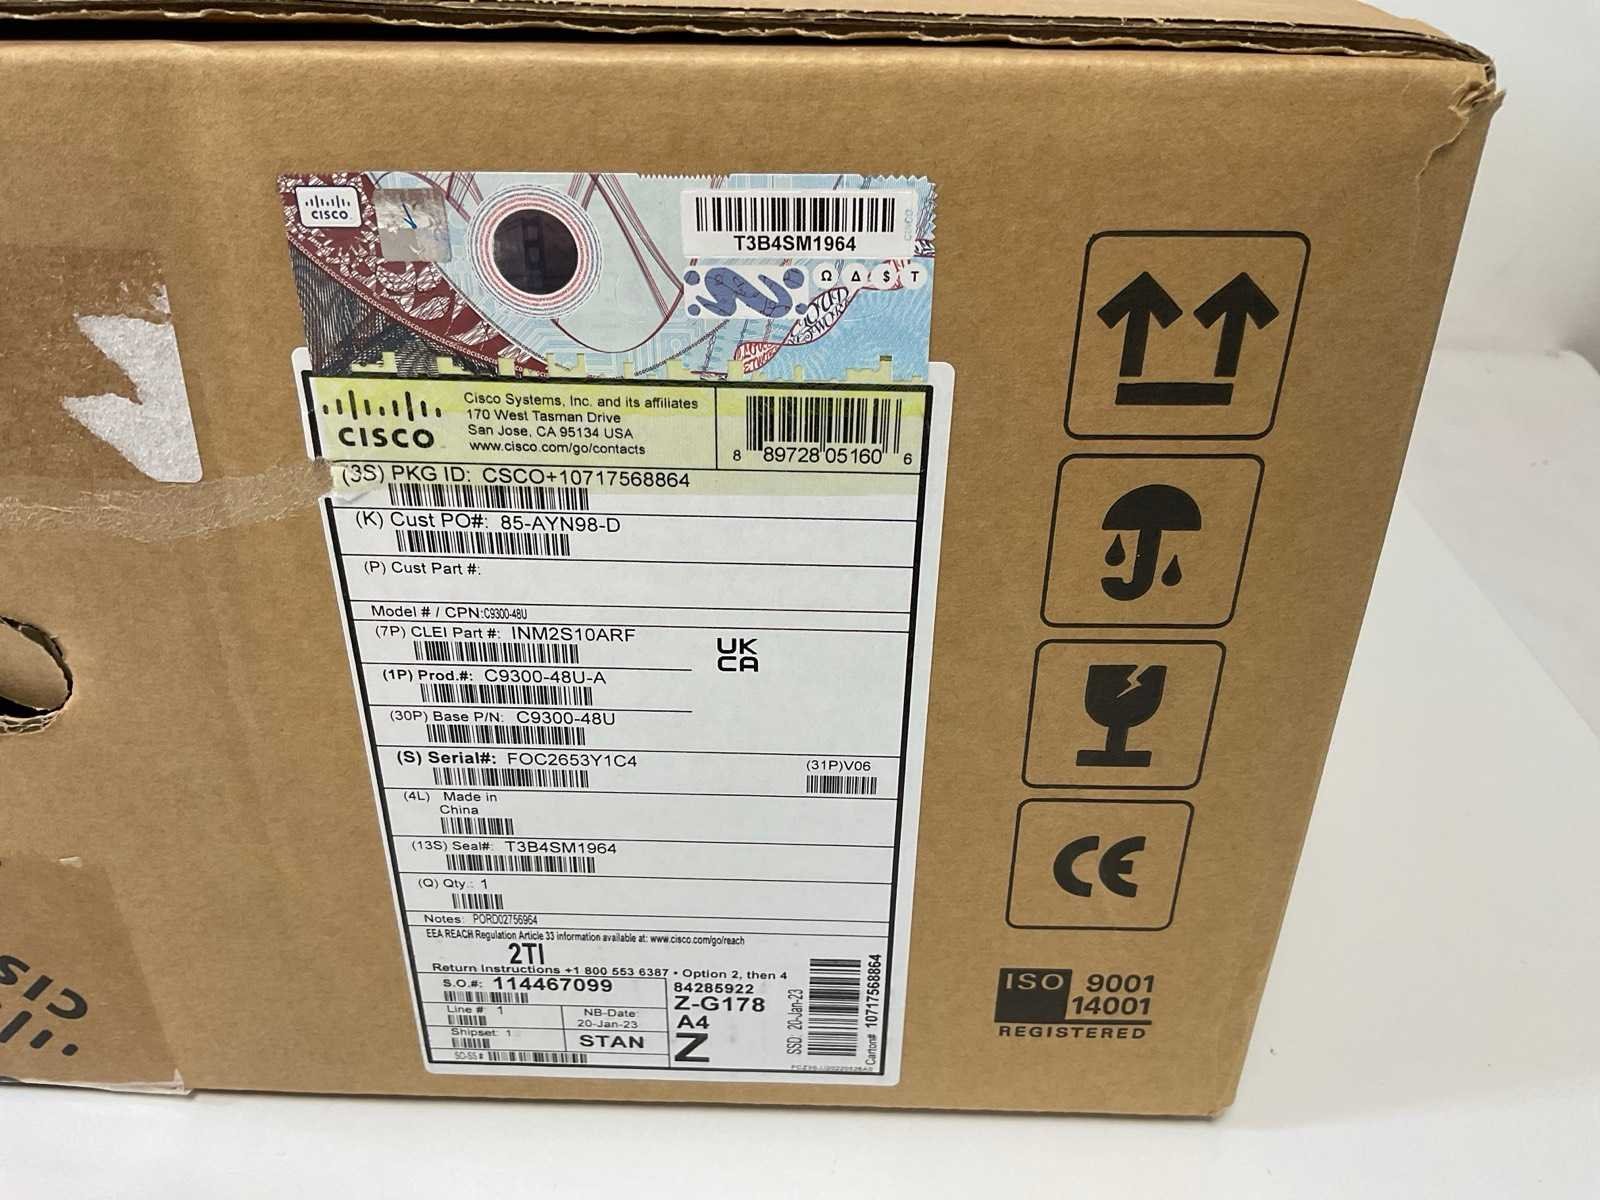 CISCO
T3B4SM1964
CISCO
Ω Δ $ T
CISCO
Cisco Systems, Inc. and its affiliates
170 West Tasman Drive
San Jose, CA 95134 USA
www.cisco.com/go/contacts
8 89728 05160 6
(3S) PKG ID: CSCO+10717568864
(K) Cust PO#: 85-AYN98-D
(P) Cust Part #:
Model # / CPN:C9300-48U
(7P) CLEI Part #: INM2S10ARF
UK
CA
(1P) Prod.#: C9300-48U-A
(30P) Base P/N: C9300-48U
(S) Serial#: FOC2653Y1C4
(31P)V06
(4L) Made in
China
(13S) Seal#: T3B4SM1964
(Q) Qty.: 1
Notes: PORD02756964
EEA REACH Regulation Article 33 information available at: www.cisco.com/go/reach
2TI
Return Instructions +1 800 553 6387 • Option 2, then 4
S.O.#: 114467099
84285922
Line #: 1
NB-Date:
20-Jan-23
Z-G178
A4
Shipset: 1
STAN
Z
SO-SS #
SSD: 20-Jan-23
Carton# 10717568864
CE
ISO 9001
14001
REGISTERED
CISCO